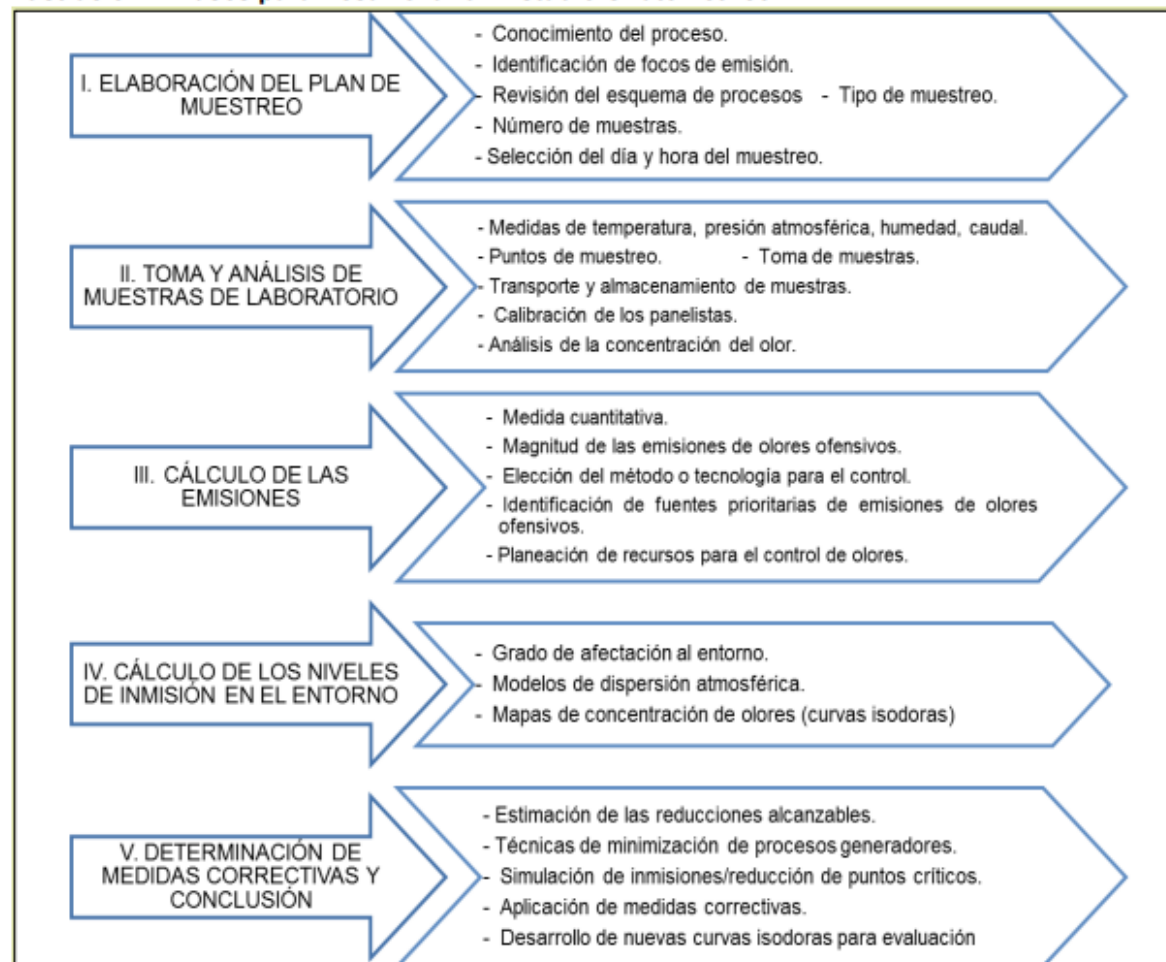 I. ELABORACIÓN DEL PLAN DE
MUESTREO
- Conocimiento del proceso.
- Identificación de focos de emisión.
- Revisión del esquema de procesos - Tipo de muestreo.
- Número de muestras.
- Selección del día y hora del muestreo.
II. TOMA Y ANÁLISIS DE
MUESTRAS DE LABORATORIO
- Medidas de temperatura, presión atmosférica, humedad, caudal.
- Puntos de muestreo. - Toma de muestras.
- Transporte y almacenamiento de muestras.
- Calibración de los panelistas.
- Análisis de la concentración del olor.
III. CÁLCULO DE LAS
EMISIONES
- Medida cuantitativa.
- Magnitud de las emisiones de olores ofensivos.
- Elección del método o tecnología para el control.
- Identificación de fuentes prioritarias de emisiones de olores
ofensivos.
- Planeación de recursos para el control de olores.
IV. CÁLCULO DE LOS NIVELES
DE INMISIÓN EN EL ENTORNO
- Grado de afectación al entorno.
- Modelos de dispersión atmosférica.
- Mapas de concentración de olores (curvas isodoras)
V. DETERMINACIÓN DE
MEDIDAS CORRECTIVAS Y
CONCLUSIÓN
- Estimación de las reducciones alcanzables.
- Técnicas de minimización de procesos generadores.
- Simulación de inmisiones/reducción de puntos críticos.
- Aplicación de medidas correctivas.
- Desarrollo de nuevas curvas isodoras para evaluación